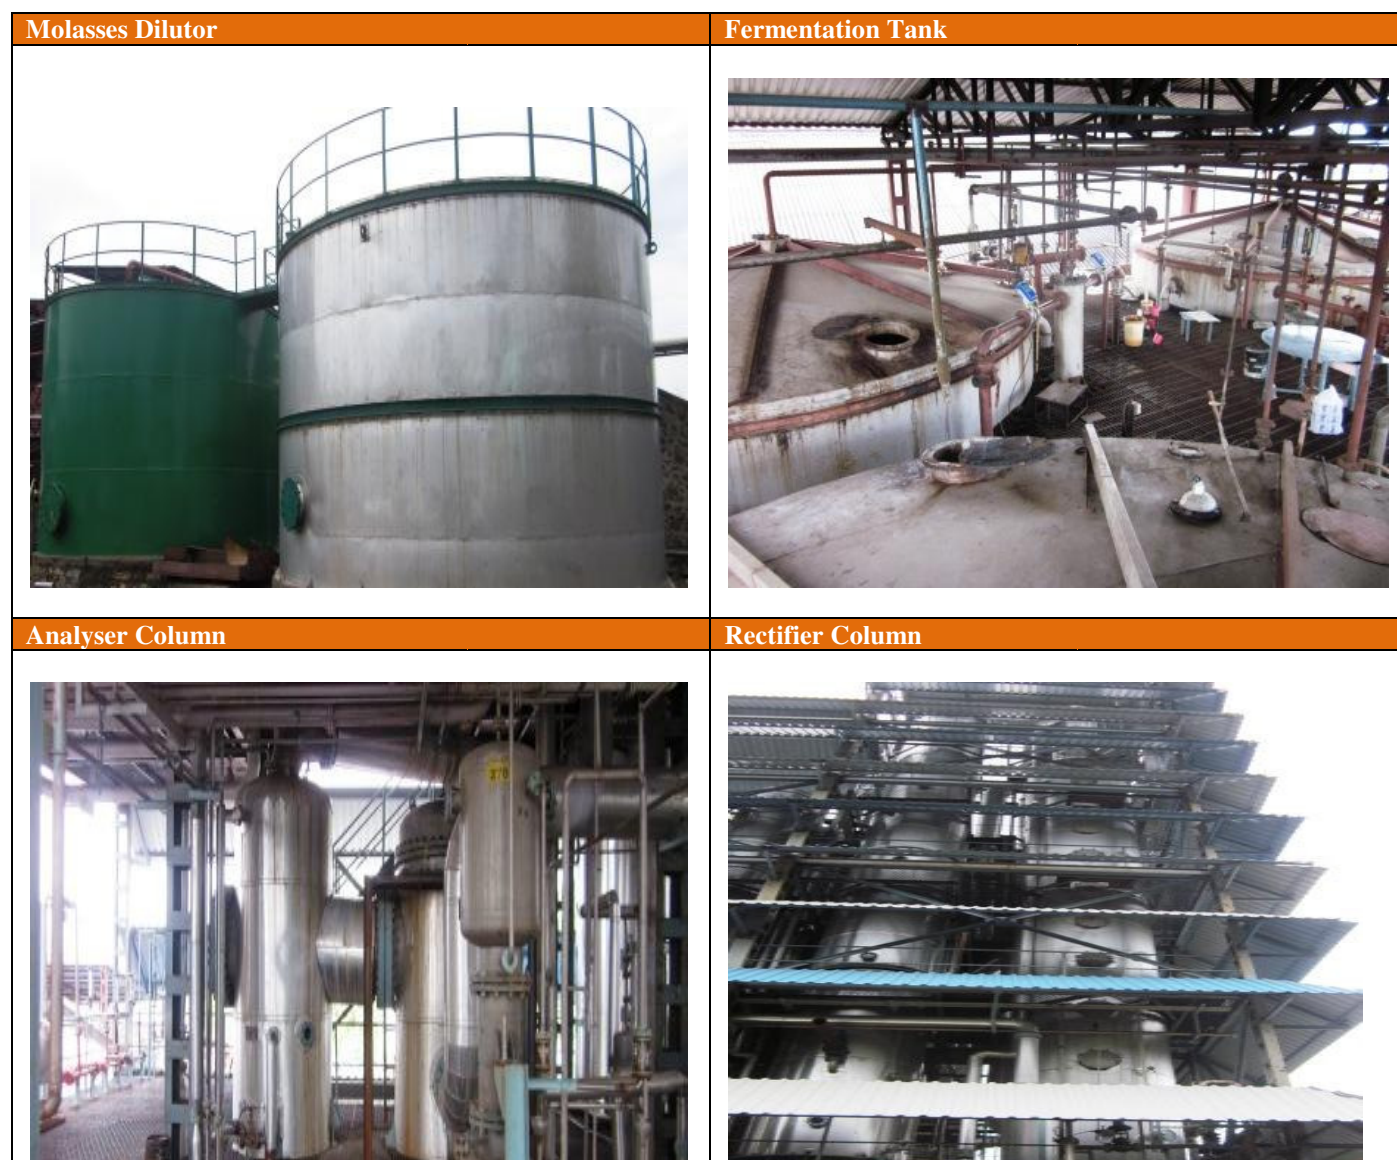 Molasses Dilutor
Fermentation Tank
Analyser Column
Rectifier Column